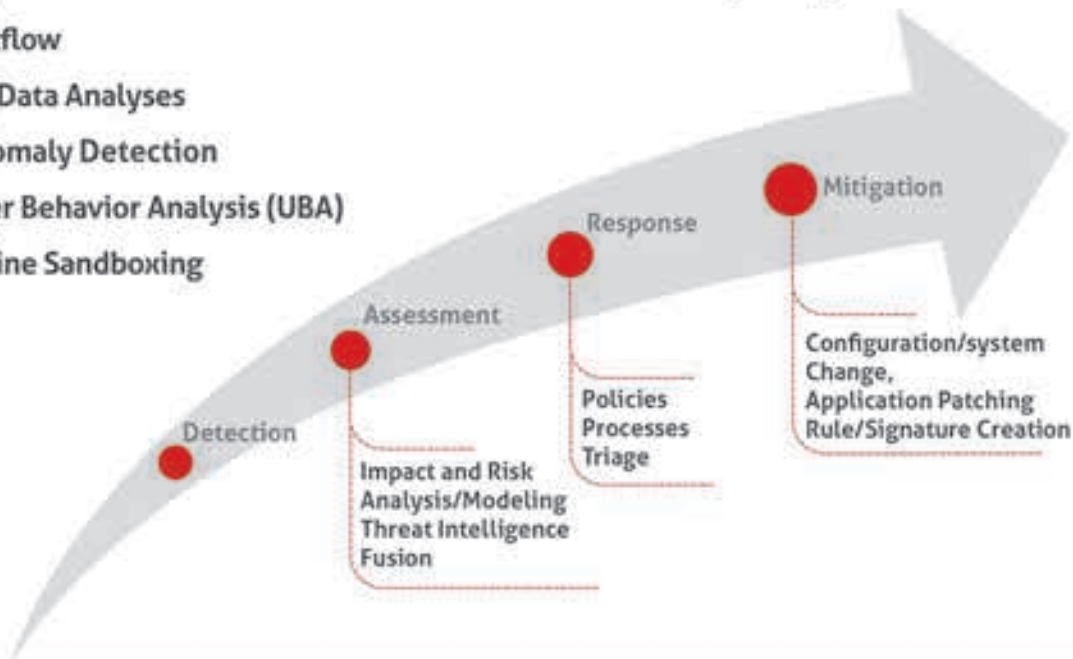 flow
Data Analyses
omaly Detection
r Behavior Analysis (UBA)
ine Sandboxing
Mitigation
Response
Assessment
Detection
Configuration/system
Change,
Application Patching
Rule/Signature Creation
Policies
Processes
Triage
Impact and Risk
Analysis/Modeling
Threat Intelligence
Fusion